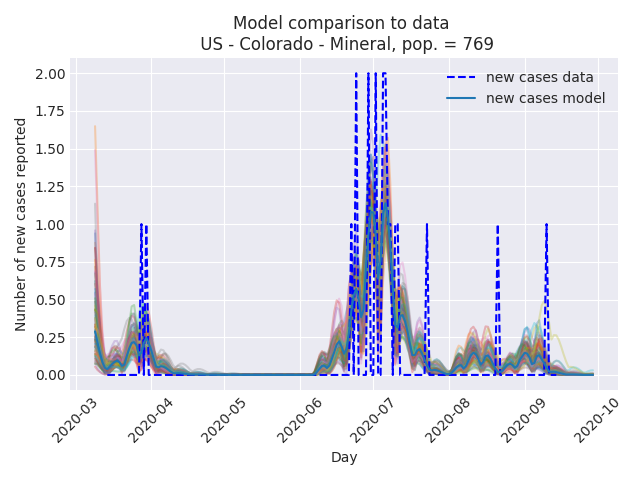 Model comparison to data
US - Colorado - Mineral, pop. = 769
new cases data
new cases model
Number of new cases reported
2.00
1.75
1.50
1.25
1.00
0.75
0.50
0.25
0.00
2020-03
2020-04
2020-05
2020-06
2020-07
2020-08
2020-09
2020-10
Day